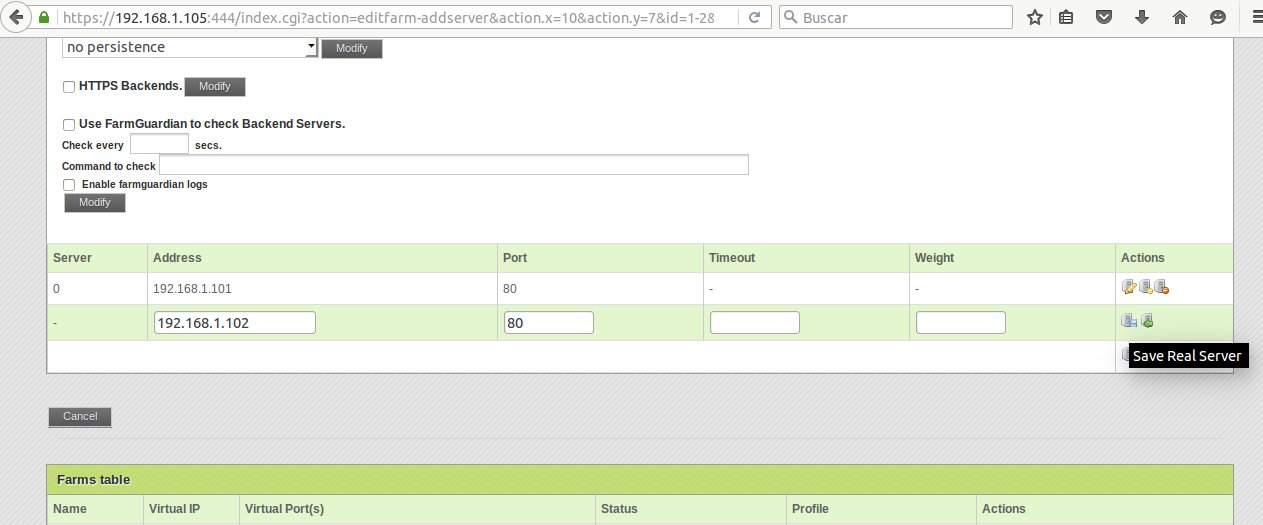 https://192.168.1.105:444/index.cgi?action=editfarm-addserver&action.x=10&action.y=7&id=1-28 Buscar
no persistence Modify
HTTPS Backends. Modify
Use FarmGuardian to check Backend Servers.
Check every secs.
Command to check
Enable farmguardian logs
Modify
Server Address Port Timeout Weight Actions
0 192.168.1.101 80 - -
- 192.168.1.102 80
Save Real Server
Cancel
Farms table
Name Virtual IP Virtual Port(s) Status Profile Actions